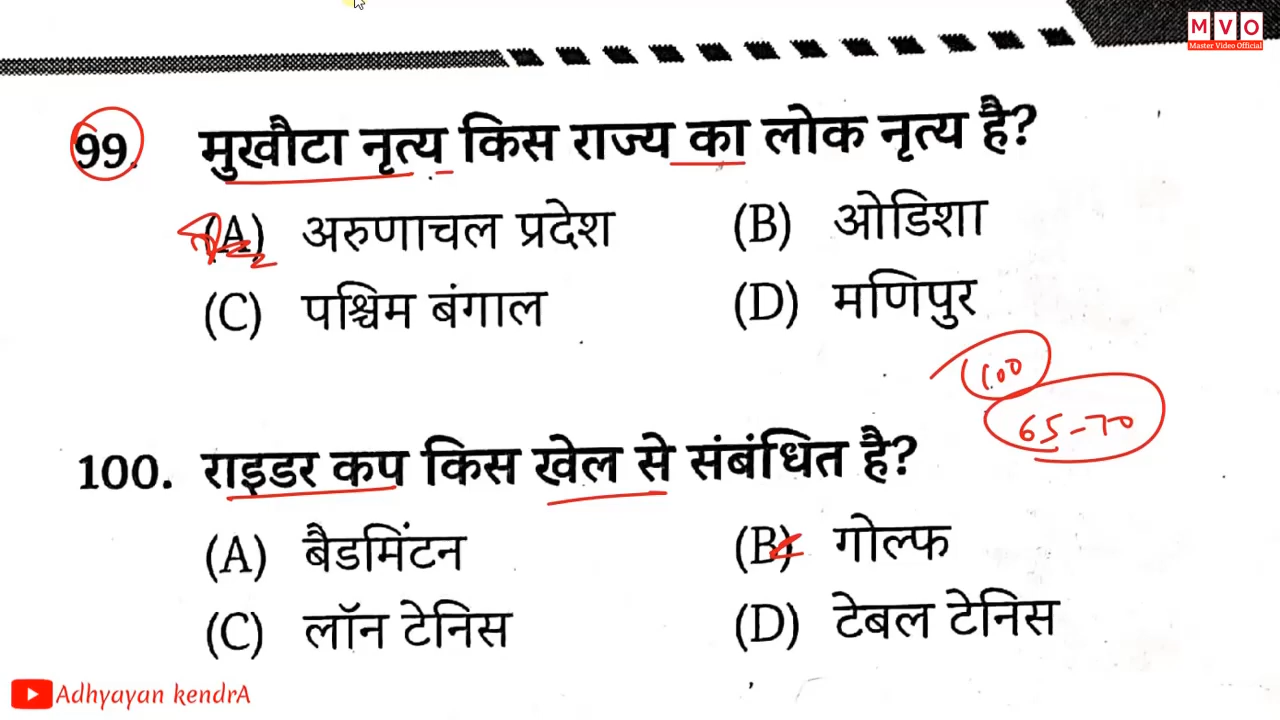 M V O
Master Video Official
99. मुखौटा नृत्य किस राज्य का लोक नृत्य है?
(A) अरुणाचल प्रदेश (B) ओडिशा
(C) पश्चिम बंगाल (D) मणिपुर
100
65-70
100. राइडर कप किस खेल से संबंधित है?
(A) बैडमिंटन (B) गोल्फ
(C) लॉन टेनिस (D) टेबल टेनिस
Adhyayan kendrA